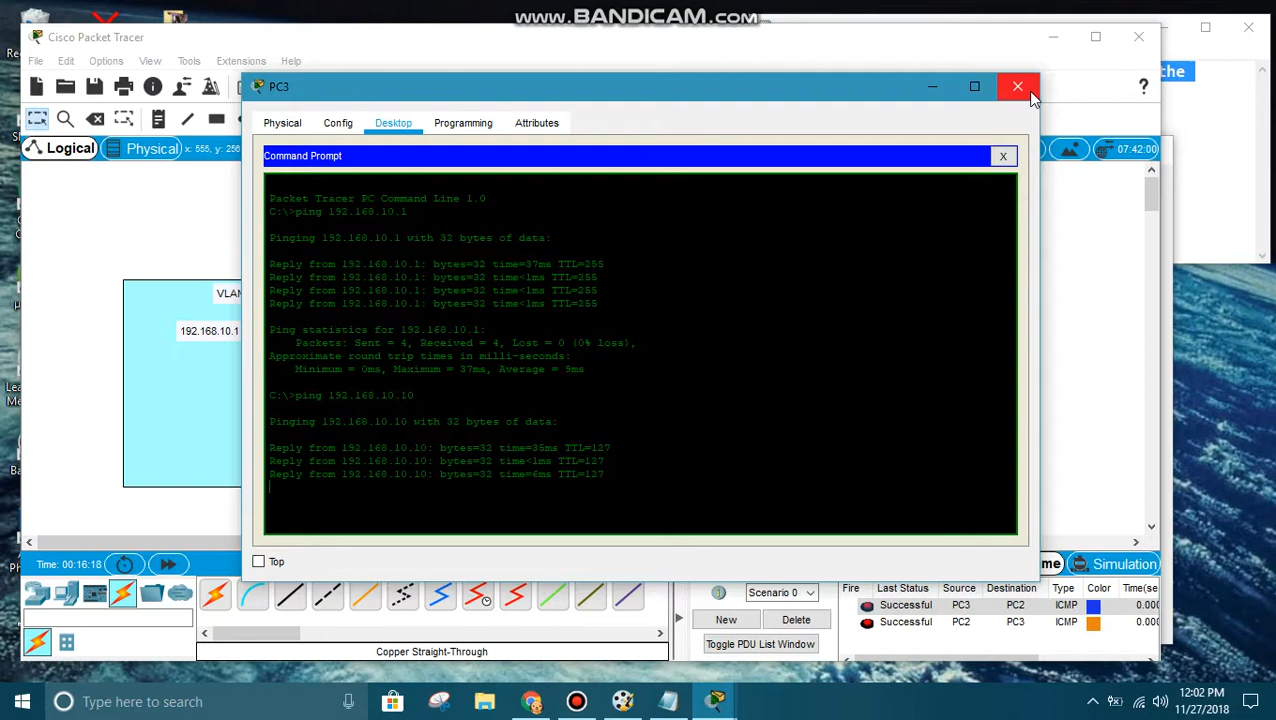 WWW.BANDICAM.COM
Cisco Packet Tracer
File Edit Options View Tools Extensions Help
the
PC3
?
Physical Config Desktop Programming Attributes
Logical Physical x: 555, y: 256
07:42:00
Command Prompt
X
Packet Tracer PC Command Line 1.0
C:\>ping 192.168.10.1
Pinging 192.168.10.1 with 32 bytes of data:
Reply from 192.168.10.1: bytes=32 time=37ms TTL=255
Reply from 192.168.10.1: bytes=32 time<1ms TTL=255
Reply from 192.168.10.1: bytes=32 time<1ms TTL=255
Reply from 192.168.10.1: bytes=32 time<1ms TTL=255
Ping statistics for 192.168.10.1:
Packets: Sent = 4, Received = 4, Lost = 0 (0% loss),
Approximate round trip times in milli-seconds:
Minimum = 0ms, Maximum = 37ms, Average = 9ms
C:\>ping 192.168.10.10
Pinging 192.168.10.10 with 32 bytes of data:
Reply from 192.168.10.10: bytes=32 time=35ms TTL=127
Reply from 192.168.10.10: bytes=32 time<1ms TTL=127
Reply from 192.168.10.10: bytes=32 time=6ms TTL=127
VLA
192.168.10.1
Top
Time: 00:16:18
me Simulation
Scenario 0
New Delete
Toggle PDU List Window
Fire Last Status Source Destination Type Color Time(se
Successful PC3 PC2 ICMP 0.000
Successful PC2 PC3 ICMP 0.000
Copper Straight-Through
Type here to search
12:02 PM
11/27/2018